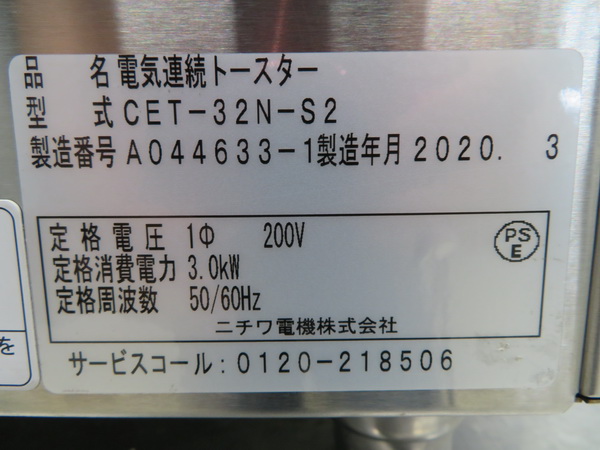 品 名 電気連続トースター
型 式 CET-32N-S2
製造番号 A044633-1 製造年月 2020. 3
定格電圧 1Φ 200V
定格消費電力 3.0kW
定格周波数 50/60Hz
PS
E
ニチワ電機株式会社
サービスコール:0120-218506
を